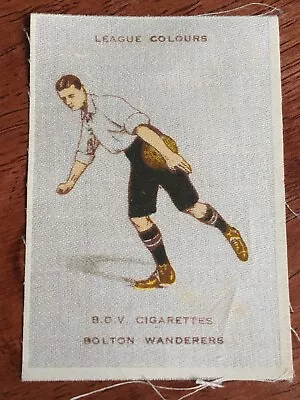 LEAGUE COLOURS
B.D.V. CIGARETTES
BOLTON WANDERERS